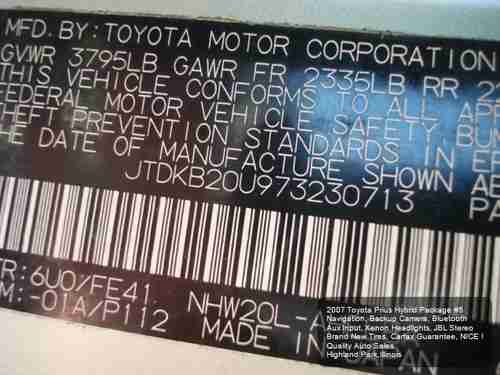 MFD. BY: TOYOTA MOTOR CORPORATION
GVWR 3795LB GAWR FR 2335LB RR
THIS VEHICLE CONFORMS TO ALL
FEDERAL MOTOR VEHICLE SAFETY
THEFT PREVENTION STANDARDS IN
THE DATE OF MANUFACTURE SHOWN
JTDKB20U973230713
6U0/FE41
-01A/P112
NHW20L-A
MADE IN JAPAN
2007 Toyota Prius Hybrid Package #5
Navigation, Backup Camera, Bluetooth
Aux Input, Xenon Headlights, JBL Stereo
Brand New Tires, Carfax Guarantee, NICE !
Quality Auto Sales
Highland Park, Illinois